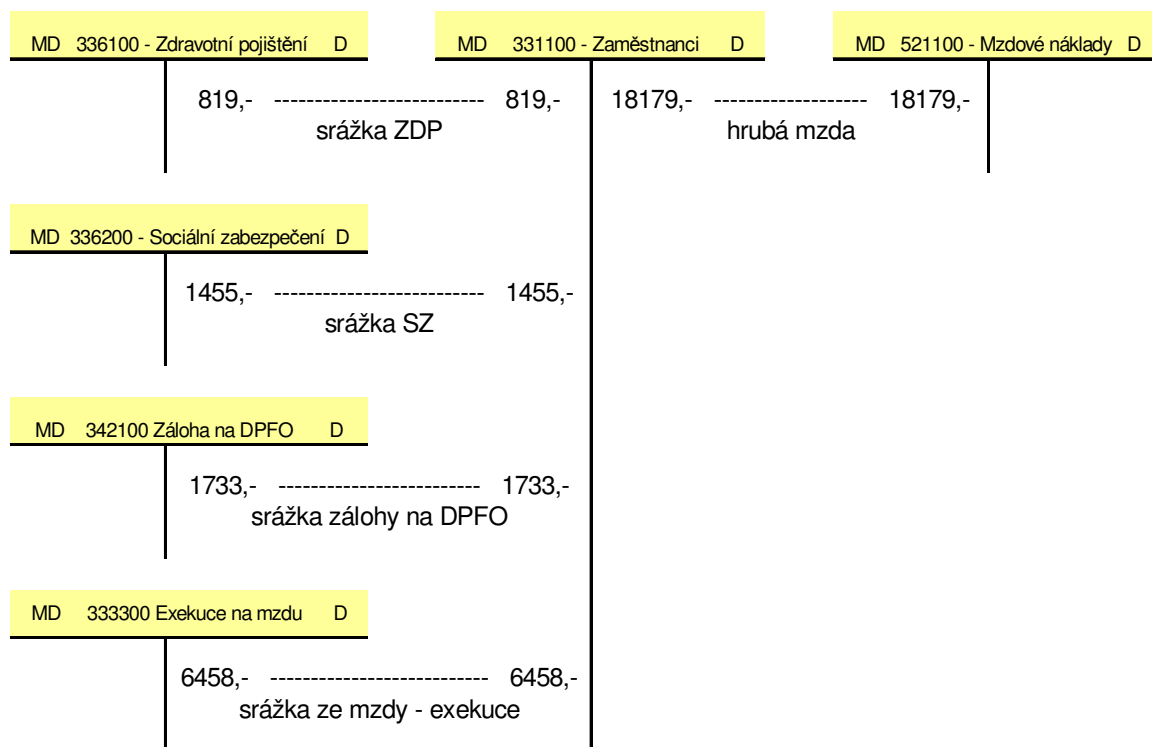 MD 336100 - Zdravotní pojištění D MD 331100 - Zaměstnanci D MD 521100 - Mzdové náklady D
819,- -------------------------- 819,- 18179,- ------------------- 18179,-
srážka ZDP hrubá mzda
MD 336200 - Sociální zabezpečení D
1455,- -------------------------- 1455,-
srážka SZ
MD 342100 Záloha na DPFO D
1733,- ------------------------- 1733,-
srážka zálohy na DPFO
MD 333300 Exekuce na mzdu D
6458,- --------------------------- 6458,-
srážka ze mzdy - exekuce